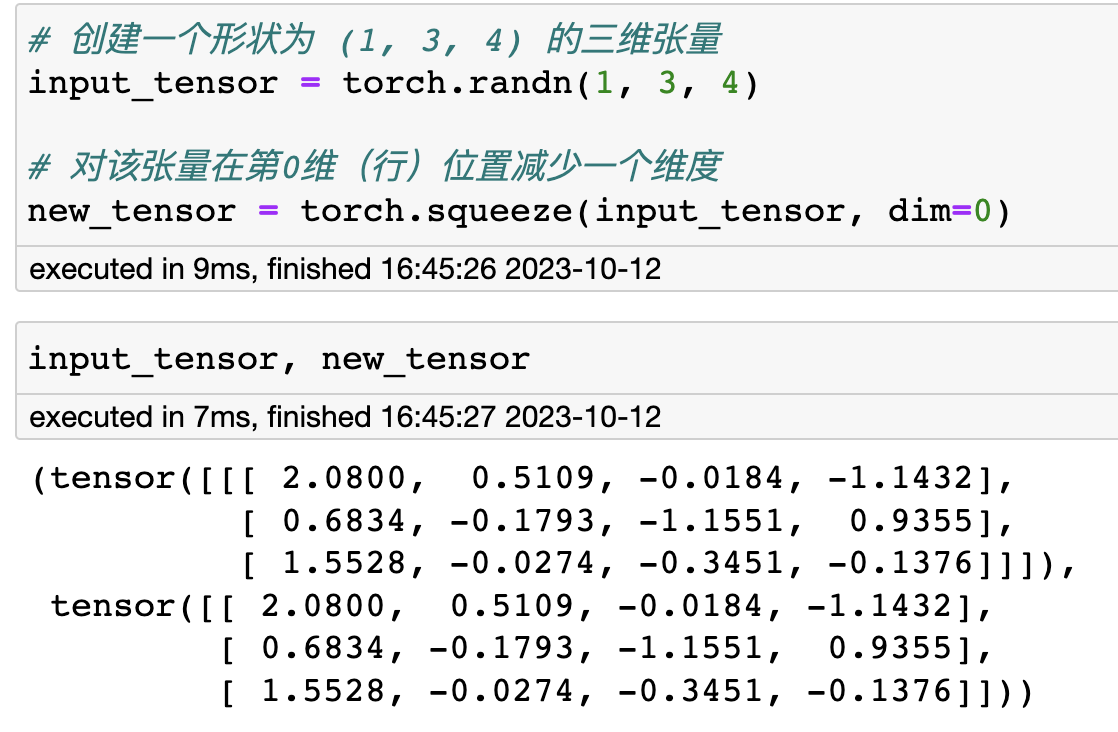 # 创建一个形状为 (1, 3, 4) 的三维张量
input_tensor = torch.randn(1, 3, 4)
# 对该张量在第0维（行）位置减少一个维度
new_tensor = torch.squeeze(input_tensor, dim=0)
executed in 9ms, finished 16:45:26 2023-10-12
input_tensor, new_tensor
executed in 7ms, finished 16:45:27 2023-10-12
(tensor([[[ 2.0800,  0.5109, -0.0184, -1.1432],
          [ 0.6834, -0.1793, -1.1551,  0.9355],
          [ 1.5528, -0.0274, -0.3451, -0.1376]]]),
 tensor([[ 2.0800,  0.5109, -0.0184, -1.1432],
         [ 0.6834, -0.1793, -1.1551,  0.9355],
         [ 1.5528, -0.0274, -0.3451, -0.1376]]))